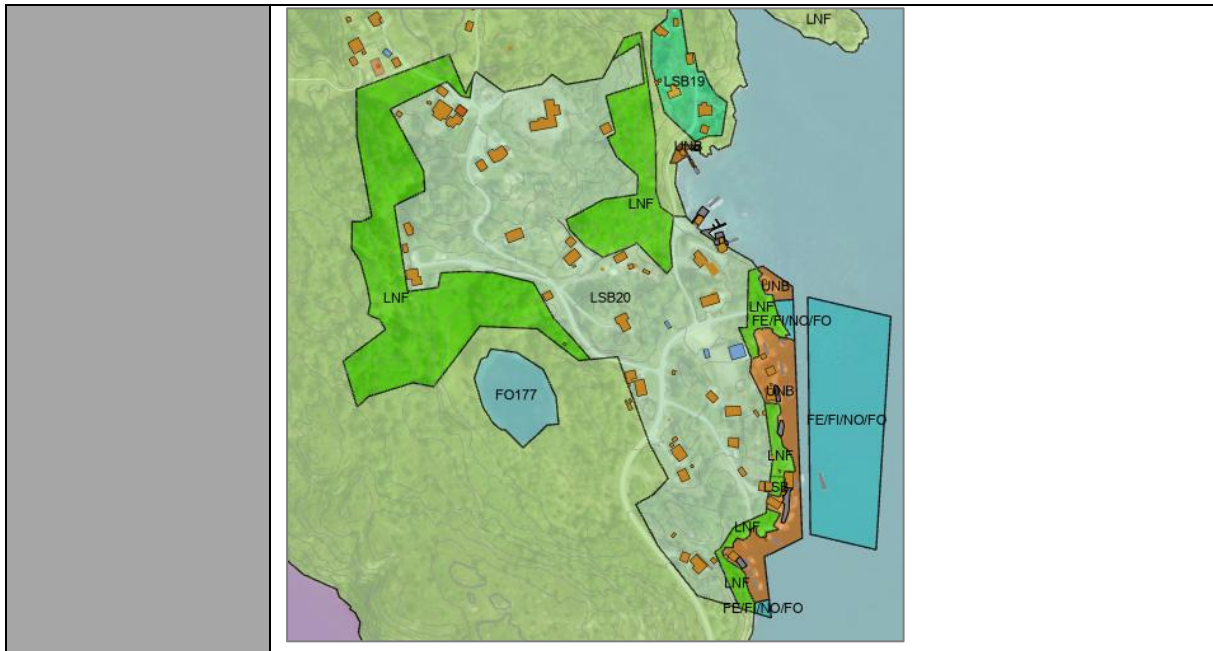 LNF
LSB19
UNB
LNF
LNF
LSB20
UNB
LNF
FE/FI/NO/FO
FO177
UNB
FE/FI/NO/FO
LNF
LSB
LNF
LNF
FE/FI/NO/FO